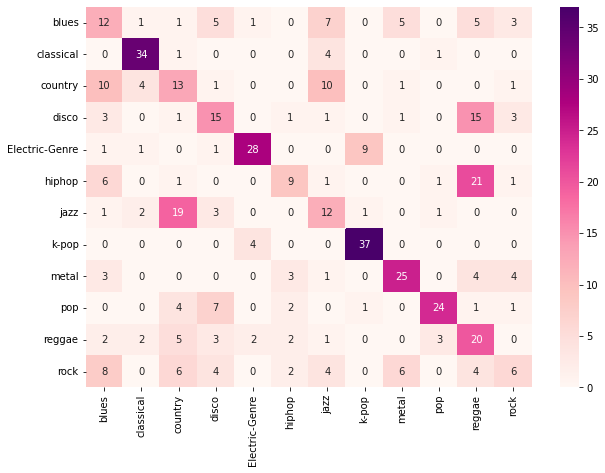 blues 12 1 1 5 1 0 7 0 5 0 5 3
classical 0 34 1 0 0 0 4 0 0 1 0 0
country 10 4 13 1 0 0 10 0 1 0 0 1
disco 3 0 1 15 0 1 1 0 1 0 15 3
Electric-Genre 1 1 0 1 28 0 0 9 0 0 0 0
hiphop 6 0 1 0 0 9 1 0 0 1 21 1
jazz 1 2 19 3 0 0 12 1 0 1 0 0
k-pop 0 0 0 0 4 0 0 37 0 0 0 0
metal 3 0 0 0 0 3 1 0 25 0 4 4
pop 0 0 4 7 0 2 0 1 0 24 1 1
reggae 2 2 5 3 2 2 1 0 0 3 20 0
rock 8 0 6 4 0 2 4 0 6 0 4 6
blues classical country disco Electric-Genre hiphop jazz k-pop metal pop reggae rock
35
30
25
20
15
10
5
0